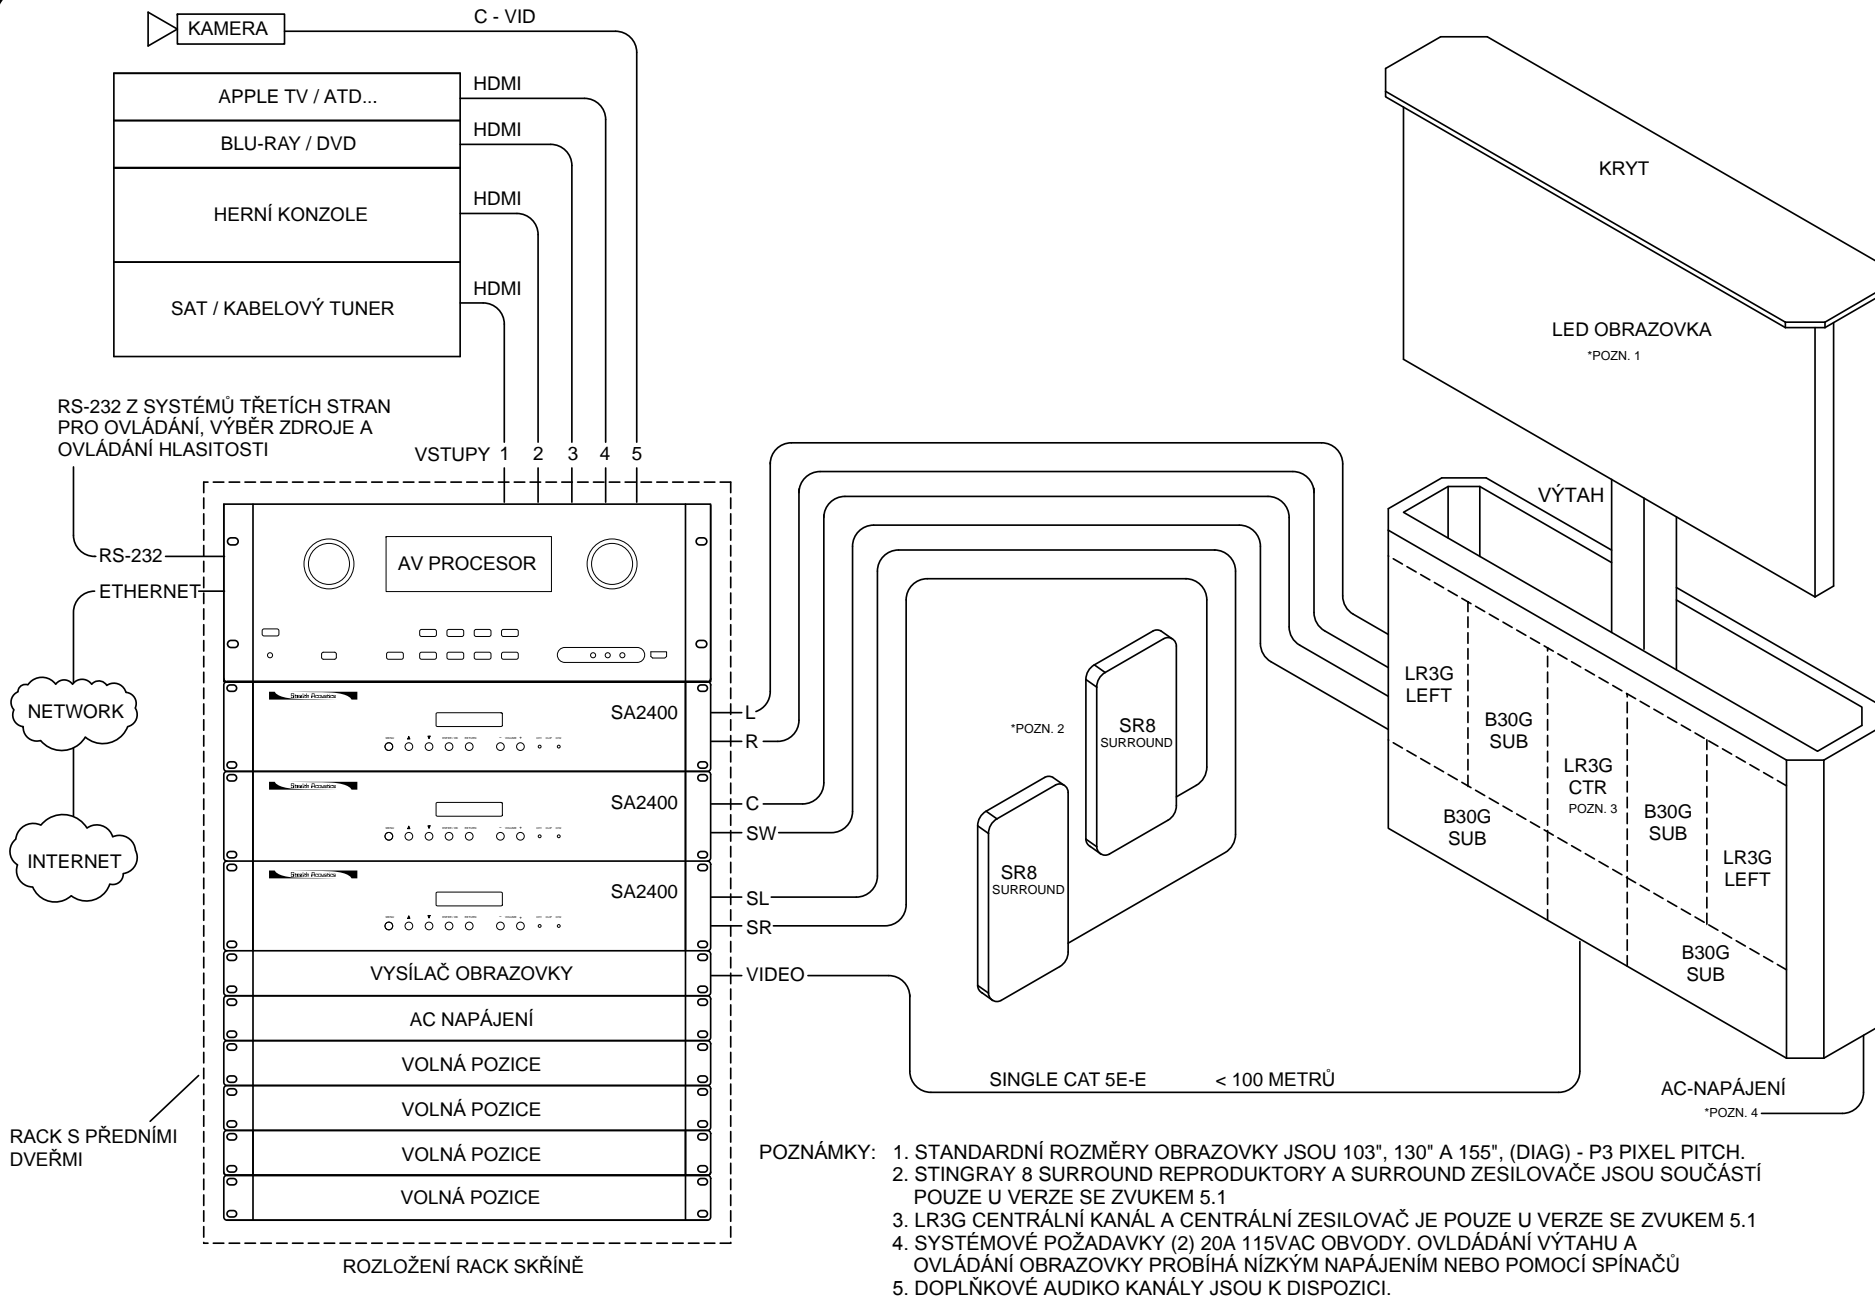 C - VID
KAMERA
APPLE TV / ATD...
HDMI
BLU-RAY / DVD
HDMI
HERNÍ KONZOLE
HDMI
SAT / KABELOVÝ TUNER
HDMI
KRYT
LED OBRAZOVKA
*POZN. 1
RS-232 Z SYSTÉMŮ TŘETÍCH STRAN
PRO OVLÁDÁNÍ, VÝBĚR ZDROJE A
OVLÁDÁNÍ HLASITOSTI
VSTUPY 1 2 3 4 5
VÝTAH
RS-232
ETHERNET
AV PROCESOR
NETWORK
INTERNET
Stealth Acoustics
SA2400
L
R
Stealth Acoustics
SA2400
C
SW
Stealth Acoustics
SA2400
SL
SR
VYSÍLAČ OBRAZOVKY
VIDEO
AC NAPÁJENÍ
VOLNÁ POZICE
VOLNÁ POZICE
VOLNÁ POZICE
VOLNÁ POZICE
RACK S PŘEDNÍMI
DVEŘMI
ROZLOŽENÍ RACK SKŘÍNĚ
*POZN. 2
SR8
SURROUND
SR8
SURROUND
LR3G
LEFT
B30G
SUB
LR3G
CTR
POZN. 3
B30G
SUB
B30G
SUB
LR3G
LEFT
B30G
SUB
SINGLE CAT 5E-E < 100 METRŮ
AC-NAPÁJENÍ
*POZN. 4
POZNÁMKY: 1. STANDARDNÍ ROZMĚRY OBRAZOVKY JSOU 103", 130" A 155", (DIAG) - P3 PIXEL PITCH.
2. STINGRAY 8 SURROUND REPRODUKTORY A SURROUND ZESILOVAČE JSOU SOUČÁSTÍ
POUZE U VERZE SE ZVUKEM 5.1
3. LR3G CENTRÁLNÍ KANÁL A CENTRÁLNÍ ZESILOVAČ JE POUZE U VERZE SE ZVUKEM 5.1
4. SYSTÉMOVÉ POŽADAVKY (2) 20A 115VAC OBVODY. OVLDÁDÁNÍ VÝTAHU A
OVLÁDÁNÍ OBRAZOVKY PROBÍHÁ NÍZKÝM NAPÁJENÍM NEBO POMOCÍ SPÍNAČŮ
5. DOPLŇKOVÉ AUDIKO KANÁLY JSOU K DISPOZICI.